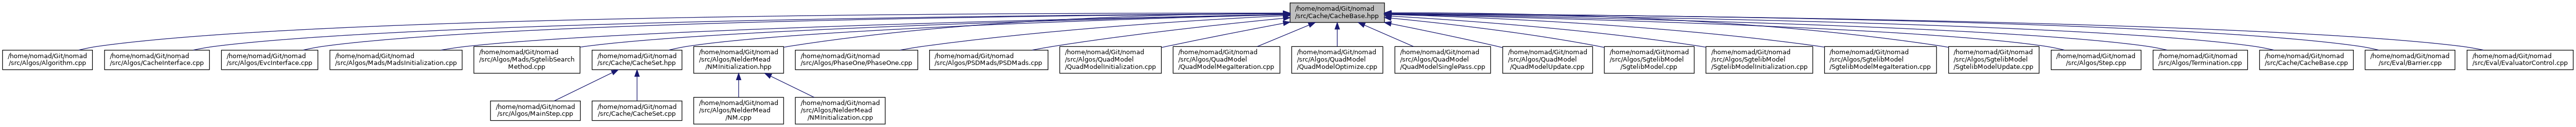 /home/nomad/Git/nomad
/src/Cache/CacheBase.hpp
/home/nomad/Git/nomad
/src/Algos/Algorithm.cpp
/home/nomad/Git/nomad
/src/Algos/CacheInterface.cpp
/home/nomad/Git/nomad
/src/Algos/EvcInterface.cpp
/home/nomad/Git/nomad
/src/Algos/Mads/MadsInitialization.cpp
/home/nomad/Git/nomad
/src/Algos/Mads/SgtelibSearch
Method.cpp
/home/nomad/Git/nomad
/src/Cache/CacheSet.hpp
/home/nomad/Git/nomad
/src/Algos/NelderMead
/NMInitialization.hpp
/home/nomad/Git/nomad
/src/Algos/PhaseOne/PhaseOne.cpp
/home/nomad/Git/nomad
/src/Algos/PSDMads/PSDMads.cpp
/home/nomad/Git/nomad
/src/Algos/QuadModel
/QuadModelInitialization.cpp
/home/nomad/Git/nomad
/src/Algos/QuadModel
/QuadModelMegaIteration.cpp
/home/nomad/Git/nomad
/src/Algos/QuadModel
/QuadModelOptimize.cpp
/home/nomad/Git/nomad
/src/Algos/QuadModel
/QuadModelSinglePass.cpp
/home/nomad/Git/nomad
/src/Algos/QuadModel
/QuadModelUpdate.cpp
/home/nomad/Git/nomad
/src/Algos/SgtelibModel
/SgtelibModel.cpp
/home/nomad/Git/nomad
/src/Algos/SgtelibModel
/SgtelibModelInitialization.cpp
/home/nomad/Git/nomad
/src/Algos/SgtelibModel
/SgtelibModelMegaIteration.cpp
/home/nomad/Git/nomad
/src/Algos/SgtelibModel
/SgtelibModelUpdate.cpp
/home/nomad/Git/nomad
/src/Algos/Step.cpp
/home/nomad/Git/nomad
/src/Algos/Termination.cpp
/home/nomad/Git/nomad
/src/Cache/CacheBase.cpp
/home/nomad/Git/nomad
/src/Eval/Barrier.cpp
/home/nomad/Git/nomad
/src/Eval/EvaluatorControl.cpp
/home/nomad/Git/nomad
/src/Algos/MainStep.cpp
/home/nomad/Git/nomad
/src/Cache/CacheSet.cpp
/home/nomad/Git/nomad
/src/Algos/NelderMead
/NM.cpp
/home/nomad/Git/nomad
/src/Algos/NelderMead
/NMInitialization.cpp